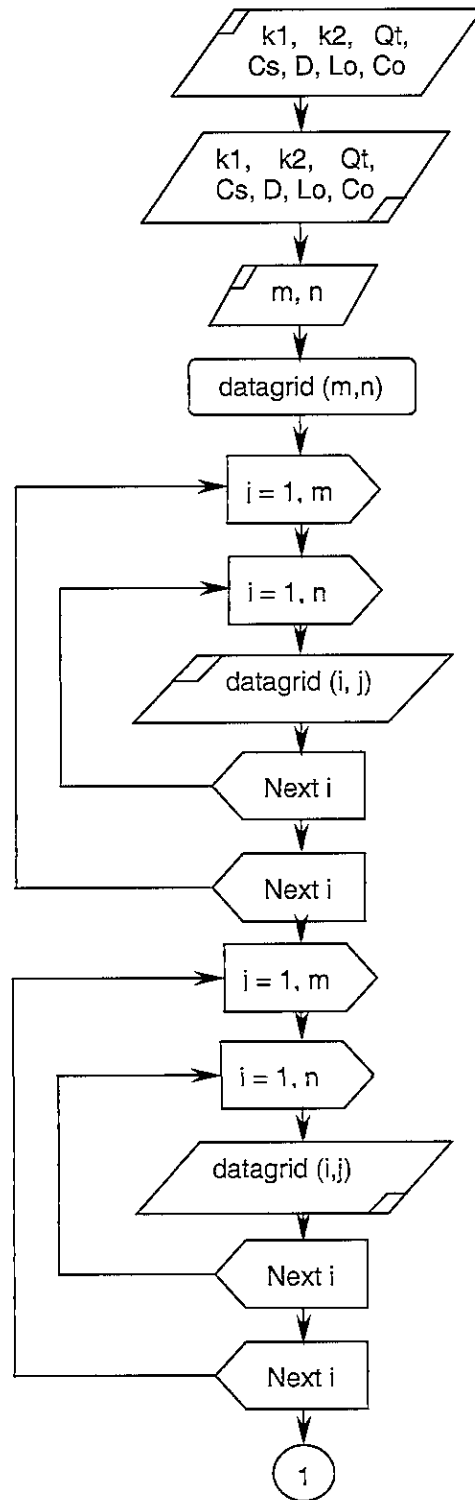 k1, k2, Qt,
Cs, D, Lo, Co
k1, k2, Qt,
Cs, D, Lo, Co
m, n
datagrid (m,n)
j = 1, m
i = 1, n
datagrid (i, j)
Next i
Next i
j = 1, m
i = 1, n
datagrid (i,j)
Next i
Next i
1